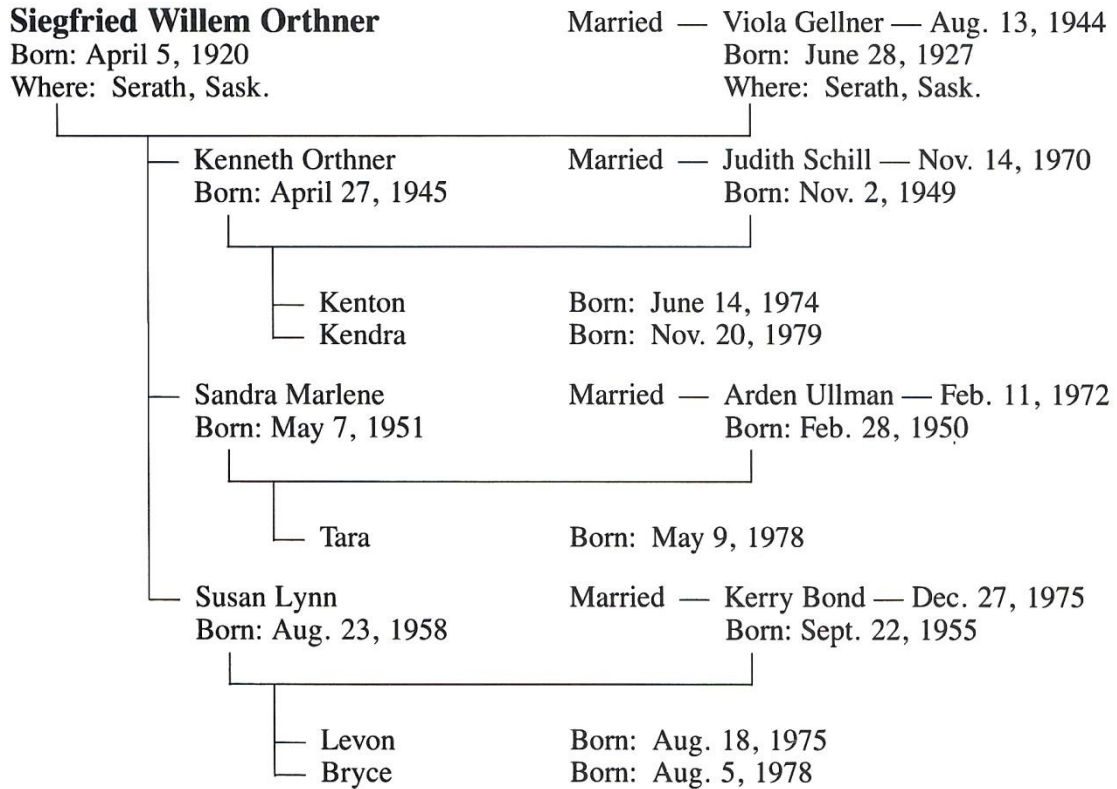 Siegfried Willem Orthner Married — Viola Gellner — Aug. 13, 1944
Born: April 5, 1920 Born: June 28, 1927
Where: Serath, Sask. Where: Serath, Sask.
Kenneth Orthner Married — Judith Schill — Nov. 14, 1970
Born: April 27, 1945 Born: Nov. 2, 1949
Kenton Born: June 14, 1974
Kendra Born: Nov. 20, 1979
Sandra Marlene Married — Arden Ullman — Feb. 11, 1972
Born: May 7, 1951 Born: Feb. 28, 1950
Tara Born: May 9, 1978
Susan Lynn Married — Kerry Bond — Dec. 27, 1975
Born: Aug. 23, 1958 Born: Sept. 22, 1955
Levon Born: Aug. 18, 1975
Bryce Born: Aug. 5, 1978